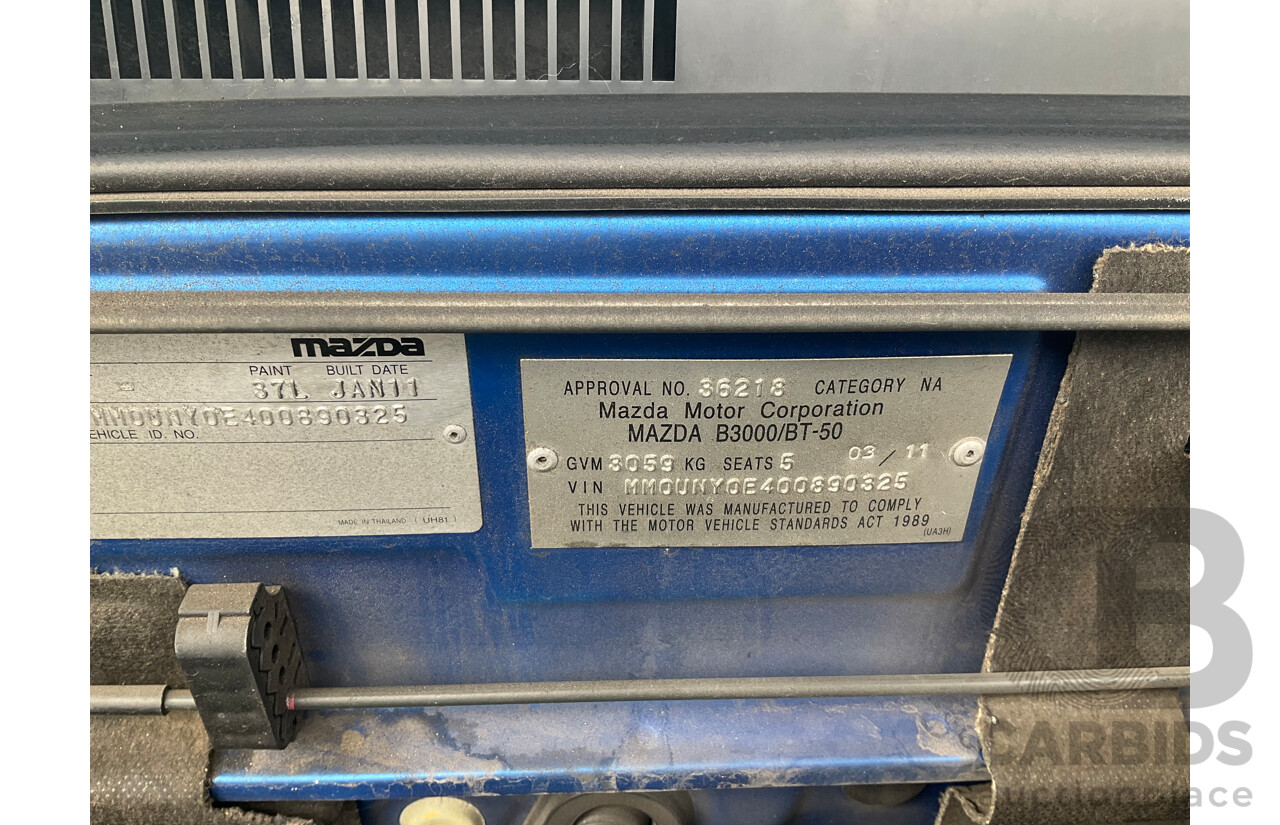 mazda
PAINT BUILT DATE
37L JAN11
MM0UNY0E400890325
EHICLE ID. NO.
MADE IN THAILAND ( UH81 )
APPROVAL NO. 36218 CATEGORY NA
Mazda Motor Corporation
MAZDA B3000/BT-50
GVM 3059 KG SEATS 5 03 / 11
VIN MM0UNY0E400890325
THIS VEHICLE WAS MANUFACTURED TO COMPLY
WITH THE MOTOR VEHICLE STANDARDS ACT 1989
(UA3H)
B
CARBIDS
auctionplace